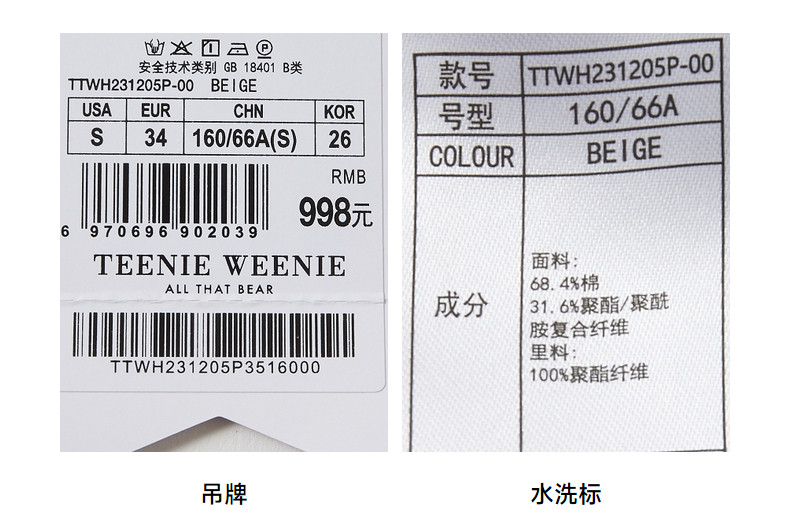 安全技术类别 GB 18401 B类
TTWH231205P-00 BEIGE
USA EUR CHN KOR
S 34 160/66A(S) 26
RMB
998元
6 970696 902039
TEENIE WEENIE
ALL THAT BEAR
TTWH231205P3516000
吊牌
款号 TTWH231205P-00
号型 160/66A
COLOUR BEIGE
成分
面料:
68.4%棉
31.6%聚酯/聚酰
胺复合纤维
里料:
100%聚酯纤维
水洗标